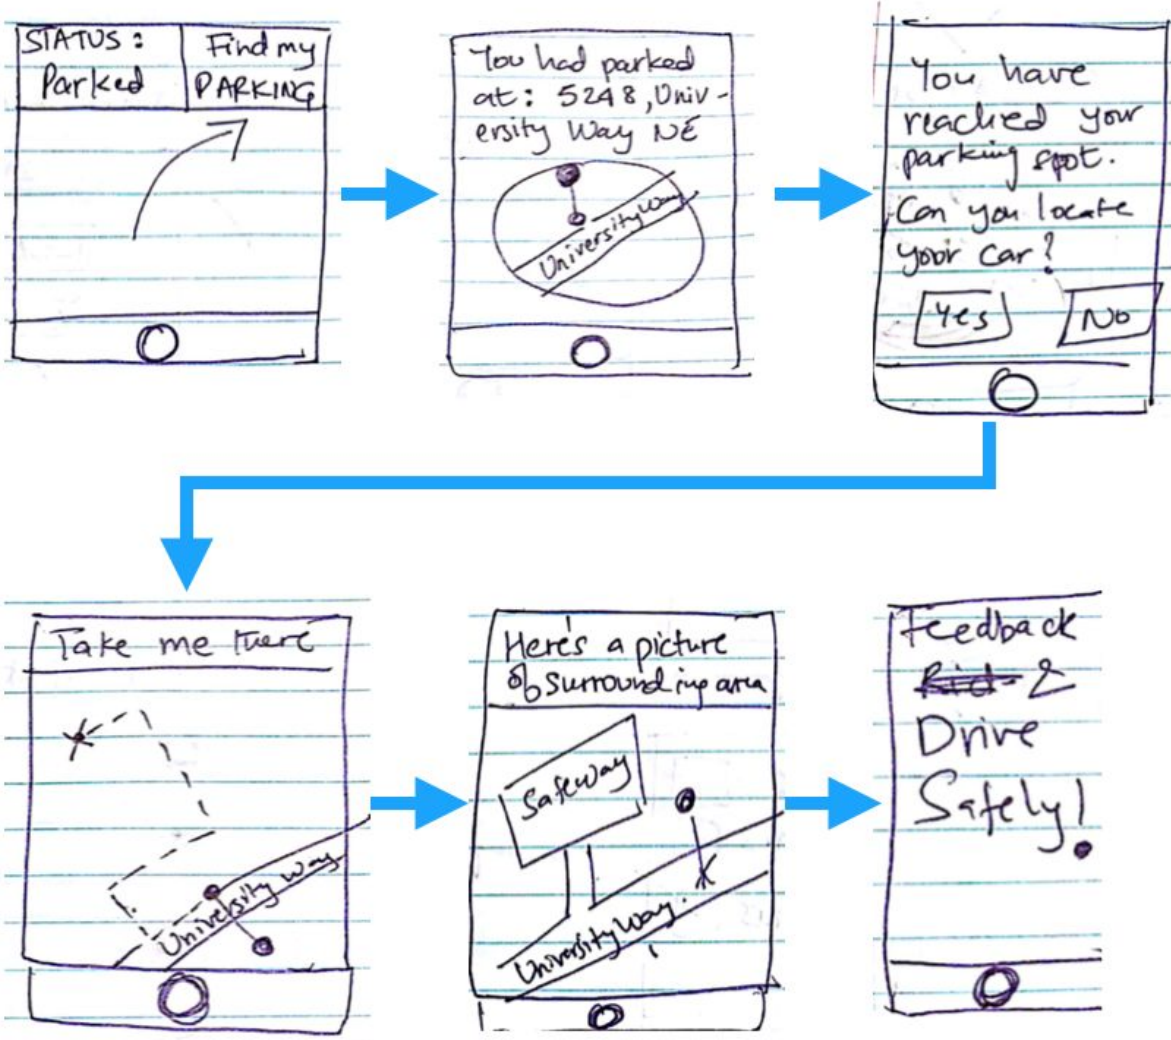 STATUS:
Parked
Find my
PARKING
You had parked
at: 5248, Univ-
ersity Way NE
University Way
You have
reached your
parking spot.
Can you locate
your car?
Yes
No
Take me there
University Way
Here's a picture
of surrounding area
Safeway
University Way.
Feedback
&
Drive
Safely!